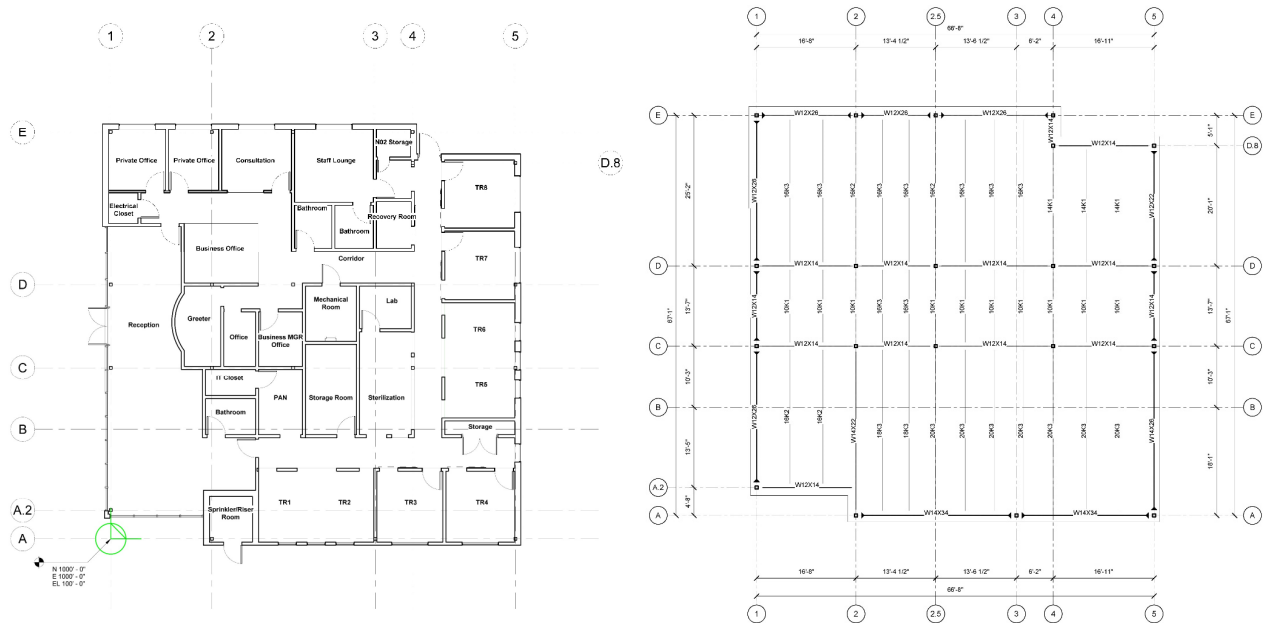 1
2
3
4
5
E
D.8
D
C
B
A.2
A
Private Office
Private Office
Consultation
Staff Lounge
N02 Storage
TR8
Electrical
Closet
Bathroom
Bathroom
Recovery Room
Business Office
Corridor
TR7
Mechanical
Room
Lab
Reception
Greeter
Office
Business MGR
Office
TR6
IT Closet
PAN
Storage Room
Sterilization
TR5
Bathroom
Storage
Sprinkler/Riser
Room
TR1
TR2
TR3
TR4
N 1000' - 0"
E 1000' - 0"
EL 100' - 0"
1
2
2.5
3
4
5
66'-8"
16'-8"
13'-4 1/2"
13'-6 1/2"
6'-2"
16'-11"
E
W12X26
W12X26
W12X26
E
W12X14
5'-1"
W12X14
D.8
25'-2"
W12X26
16K3
16K3
16K2
16K3
16K3
16K2
16K3
16K3
16K3
14K1
14K1
14K1
W12X22
20'-1"
D
W12X14
W12X14
W12X14
W12X14
W12X14
D
67'-1"
13'-7"
W12X14
10K1
10K1
10K1
16K3
16K3
10K1
10K1
10K1
10K1
10K1
10K1
10K1
W12X14
13'-7"
67'-1"
C
W12X14
W12X14
W12X14
W12X14
W12X14
C
10'-3"
10'-3"
B
B
W12X26
16K2
16K2
W14X22
18K3
18K3
20K3
20K3
20K3
20K3
20K3
20K3
20K3
W14X26
13'-5"
18'-1"
A.2
W12X14
4'-8"
A
W14X34
W14X34
A
16'-8"
13'-4 1/2"
13'-6 1/2"
6'-2"
16'-11"
66'-8"
1
2
2.5
3
4
5